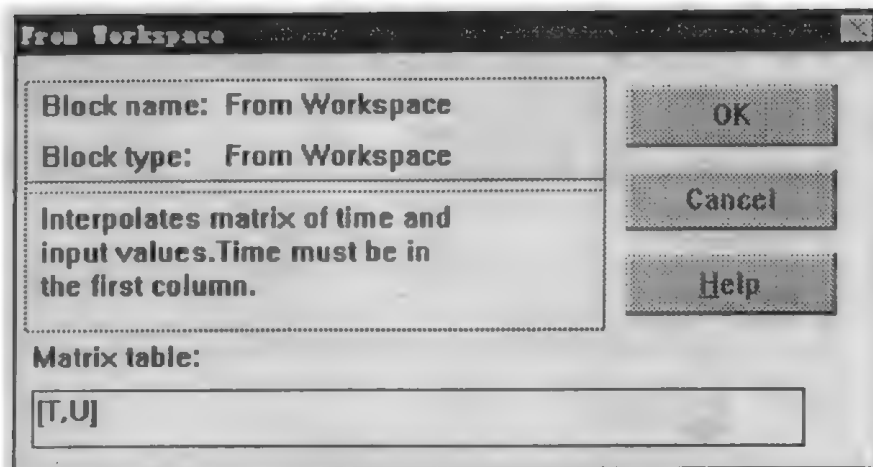 From Workspace
Block name: From Workspace
Block type: From Workspace
Interpolates matrix of time and
input values.Time must be in
the first column.
Matrix table:
[T,U]
OK
Cancel
Help